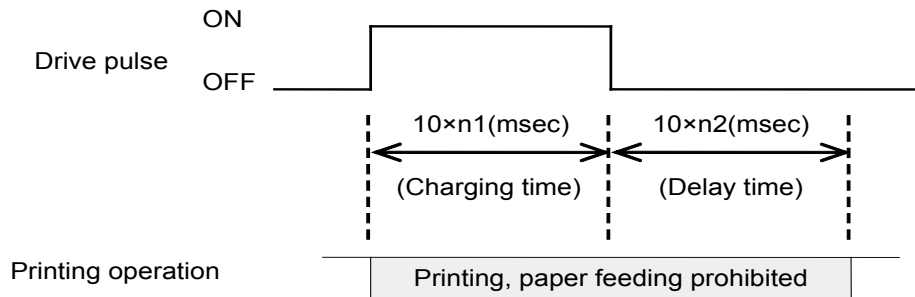 ON
Drive pulse
OFF
10×n1(msec) 10×n2(msec)
(Charging time) (Delay time)
Printing operation Printing, paper feeding prohibited